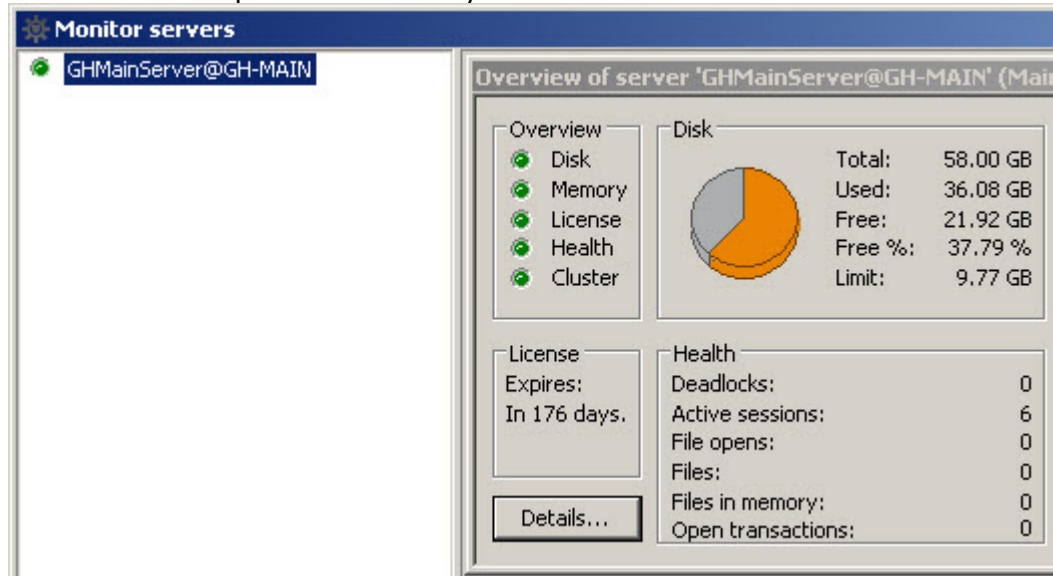 Monitor servers
GHMainServer@GH-MAIN
Overview of server 'GHMainServer@GH-MAIN' (Mai
Overview
Disk
Memory
License
Health
Cluster
Disk
Total: 58.00 GB
Used: 36.08 GB
Free: 21.92 GB
Free %: 37.79 %
Limit: 9.77 GB
License
Expires:
In 176 days.
Details...
Health
Deadlocks: 0
Active sessions: 6
File opens: 0
Files: 0
Files in memory: 0
Open transactions: 0